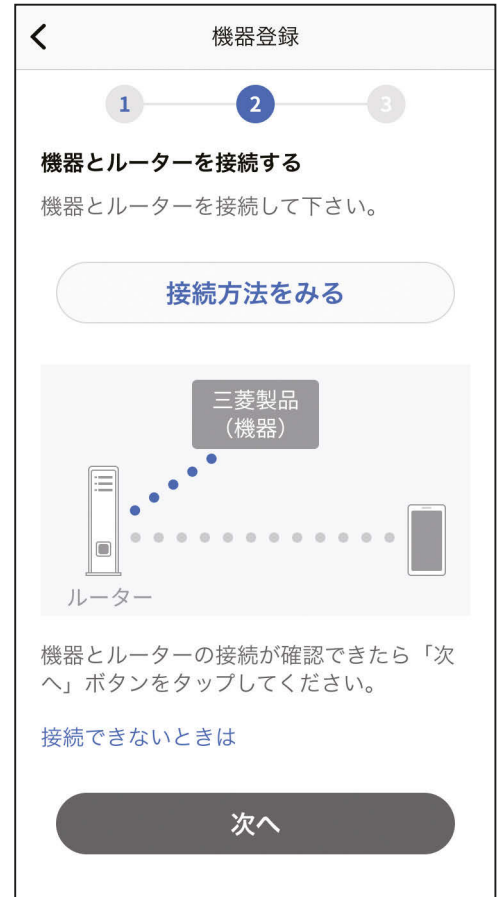 機器登録
1 2 3
機器とルーターを接続する
機器とルーターを接続して下さい。
接続方法をみる
三菱製品
（機器）
ルーター
機器とルーターの接続が確認できたら「次
へ」ボタンをタップしてください。
接続できないときは
次へ